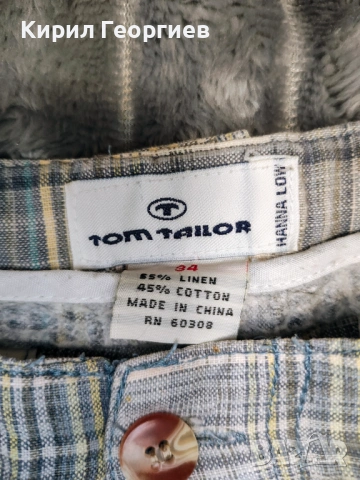 Кирил Георгиев
TOM TAILOR
HANNA LOW
34
55% LINEN
45% COTTON
MADE IN CHINA
RN 60308